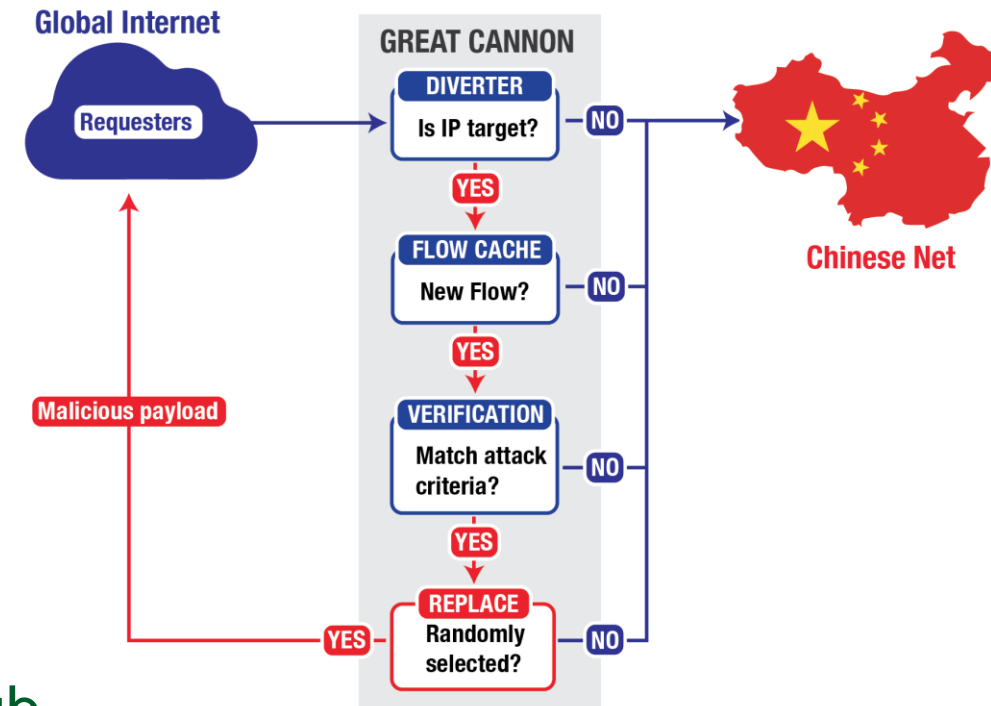 Global Internet
GREAT CANNON
Requesters
DIVERTER
Is IP target?
NO
YES
Chinese Net
FLOW CACHE
New Flow?
NO
YES
Malicious payload
VERIFICATION
Match attack
criteria?
NO
YES
REPLACE
Randomly
selected?
YES
NO